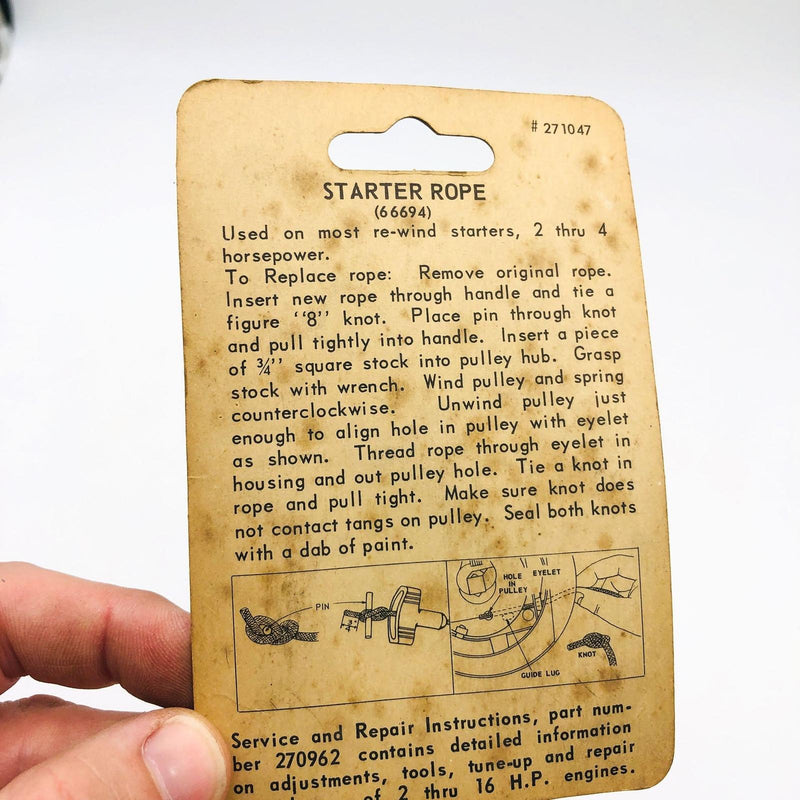 # 271047
STARTER ROPE
(66694)
Used on most re-wind starters, 2 thru 4
horsepower.
To Replace rope: Remove original rope.
Insert new rope through handle and tie a
figure ‘‘8’’ knot. Place pin through knot
and pull tightly into handle. Insert a piece
of ¾’’ square stock into pulley hub. Grasp
stock with wrench. Wind pulley and spring
counterclockwise. Unwind pulley just
enough to align hole in pulley with eyelet
as shown. Thread rope through eyelet in
housing and out pulley hole. Tie a knot in
rope and pull tight. Make sure knot does
not contact tangs on pulley. Seal both knots
with a dab of paint.
PIN
HOLE
IN
PULLEY
EYELET
KNOT
GUIDE LUG
Service and Repair Instructions, part num-
ber 270962 contains detailed information
on adjustments, tools, tune-up and repair
of 2 thru 16 H.P. engines.